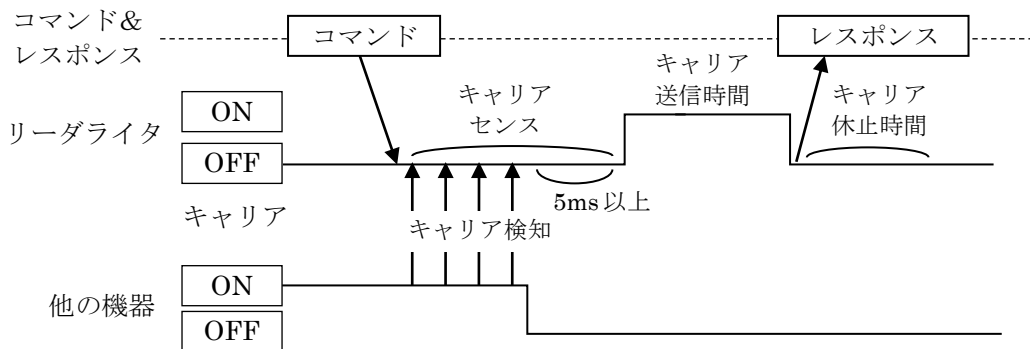 コマンド&
レスポンス
コマンド
レスポンス
キャリア
送信時間
キャリア
センス
キャリア
休止時間
リーダライタ
ON
OFF
5ms以上
キャリア
キャリア検知
他の機器
ON
OFF